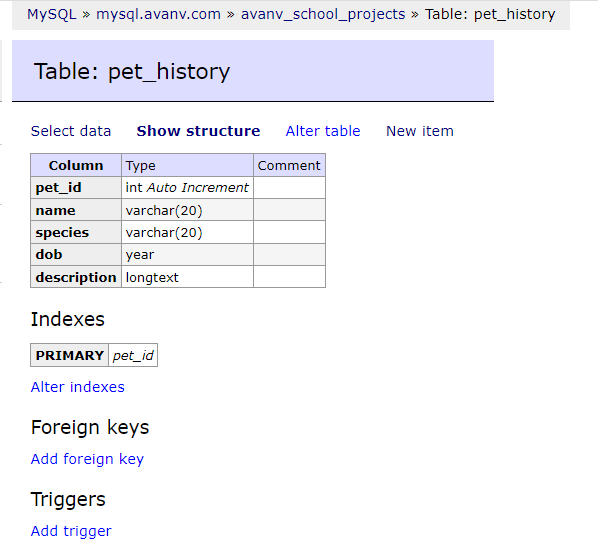 MySQL » mysql.avanv.com » avanv_school_projects » Table: pet_history
Table: pet_history
Select data Show structure Alter table New item
Column Type Comment
pet_id int Auto Increment
name varchar(20)
species varchar(20)
dob year
description longtext
Indexes
PRIMARY pet_id
Alter indexes
Foreign keys
Add foreign key
Triggers
Add trigger